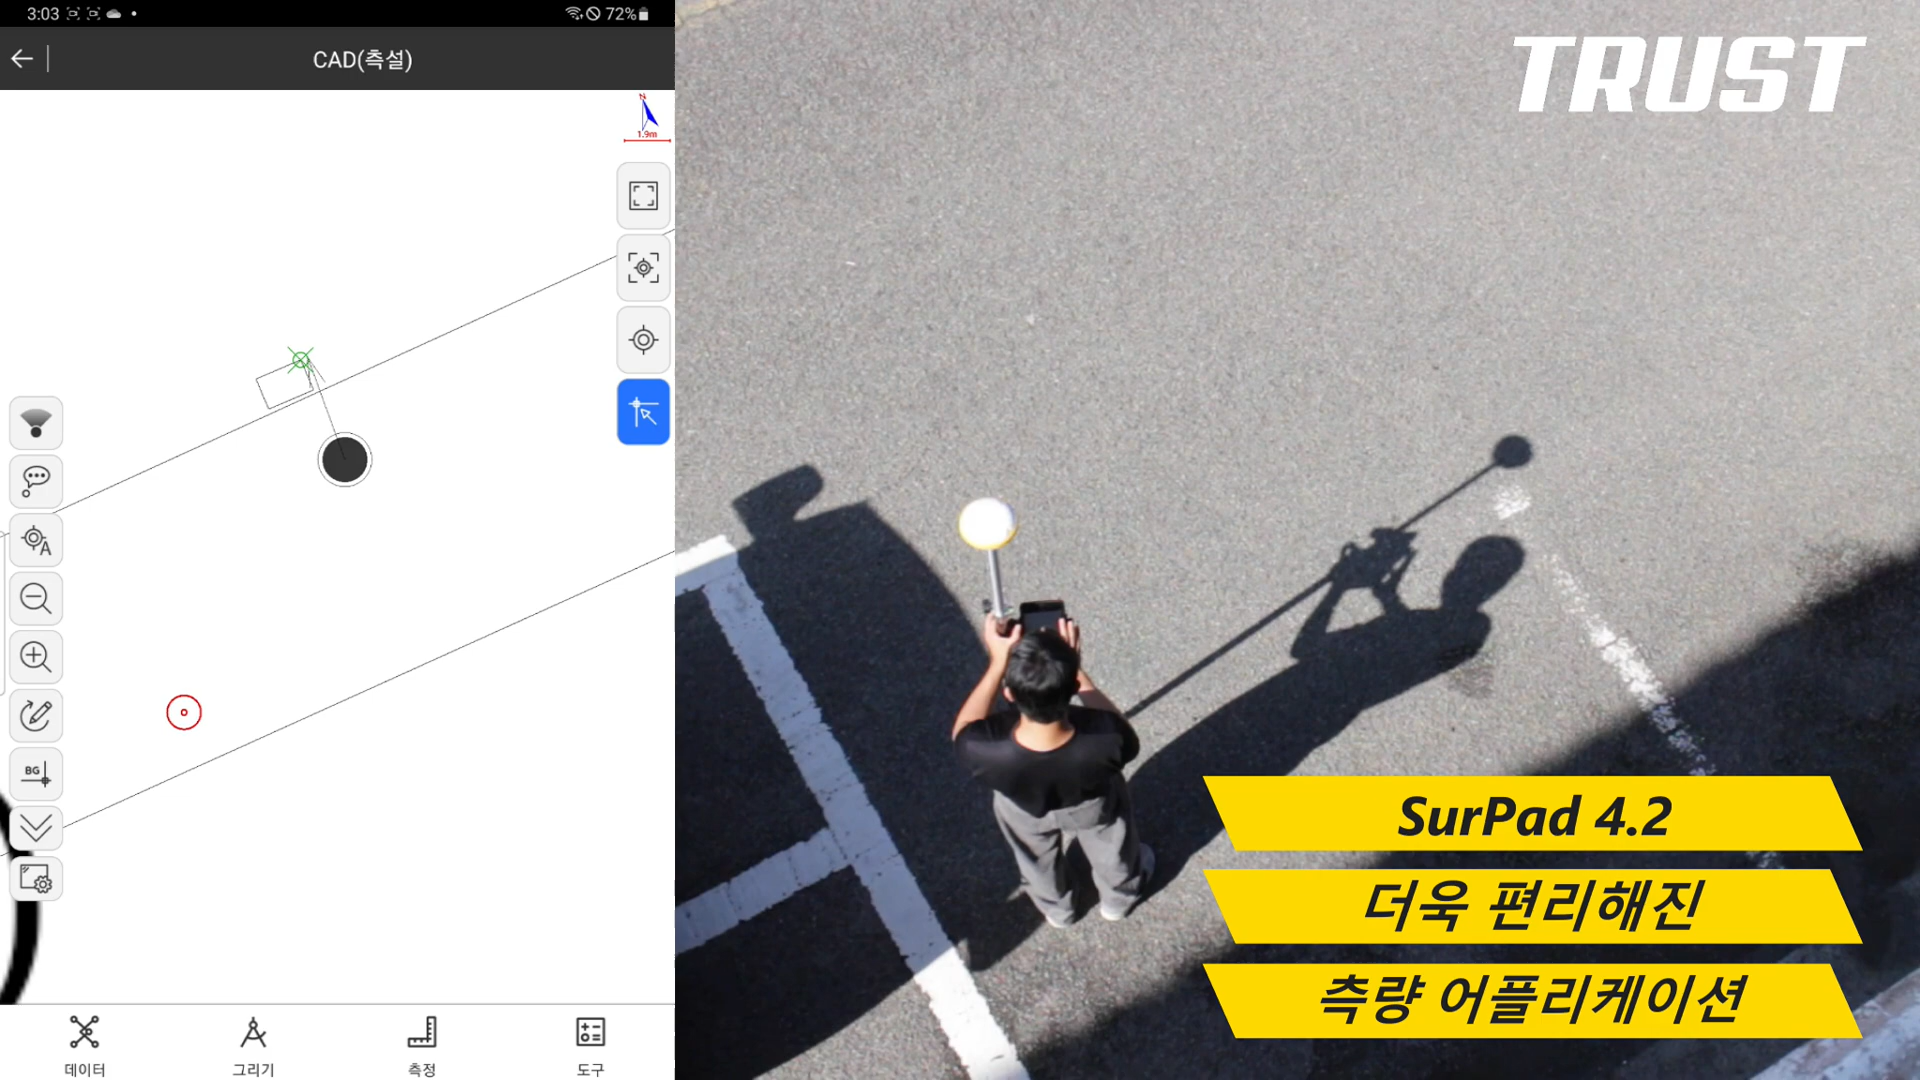 3:03
72%
CAD(측설)
N
1.9m
A
BG
데이터
그리기
측정
도구
TRUST
SurPad 4.2
더욱 편리해진
측량 어플리케이션